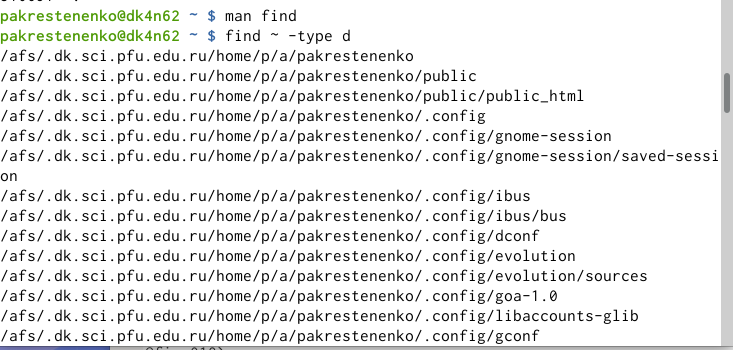 pakrestenenko@dk4n62 ~ $ man find
pakrestenenko@dk4n62 ~ $ find ~ -type d
/afs/.dk.sci.pfu.edu.ru/home/p/a/pakrestenenko
/afs/.dk.sci.pfu.edu.ru/home/p/a/pakrestenenko/public
/afs/.dk.sci.pfu.edu.ru/home/p/a/pakrestenenko/public/public_html
/afs/.dk.sci.pfu.edu.ru/home/p/a/pakrestenenko/.config
/afs/.dk.sci.pfu.edu.ru/home/p/a/pakrestenenko/.config/gnome-session
/afs/.dk.sci.pfu.edu.ru/home/p/a/pakrestenenko/.config/gnome-session/saved-sessi
on
/afs/.dk.sci.pfu.edu.ru/home/p/a/pakrestenenko/.config/ibus
/afs/.dk.sci.pfu.edu.ru/home/p/a/pakrestenenko/.config/ibus/bus
/afs/.dk.sci.pfu.edu.ru/home/p/a/pakrestenenko/.config/dconf
/afs/.dk.sci.pfu.edu.ru/home/p/a/pakrestenenko/.config/evolution
/afs/.dk.sci.pfu.edu.ru/home/p/a/pakrestenenko/.config/evolution/sources
/afs/.dk.sci.pfu.edu.ru/home/p/a/pakrestenenko/.config/goa-1.0
/afs/.dk.sci.pfu.edu.ru/home/p/a/pakrestenenko/.config/libaccounts-glib
/afs/.dk.sci.pfu.edu.ru/home/p/a/pakrestenenko/.config/gconf